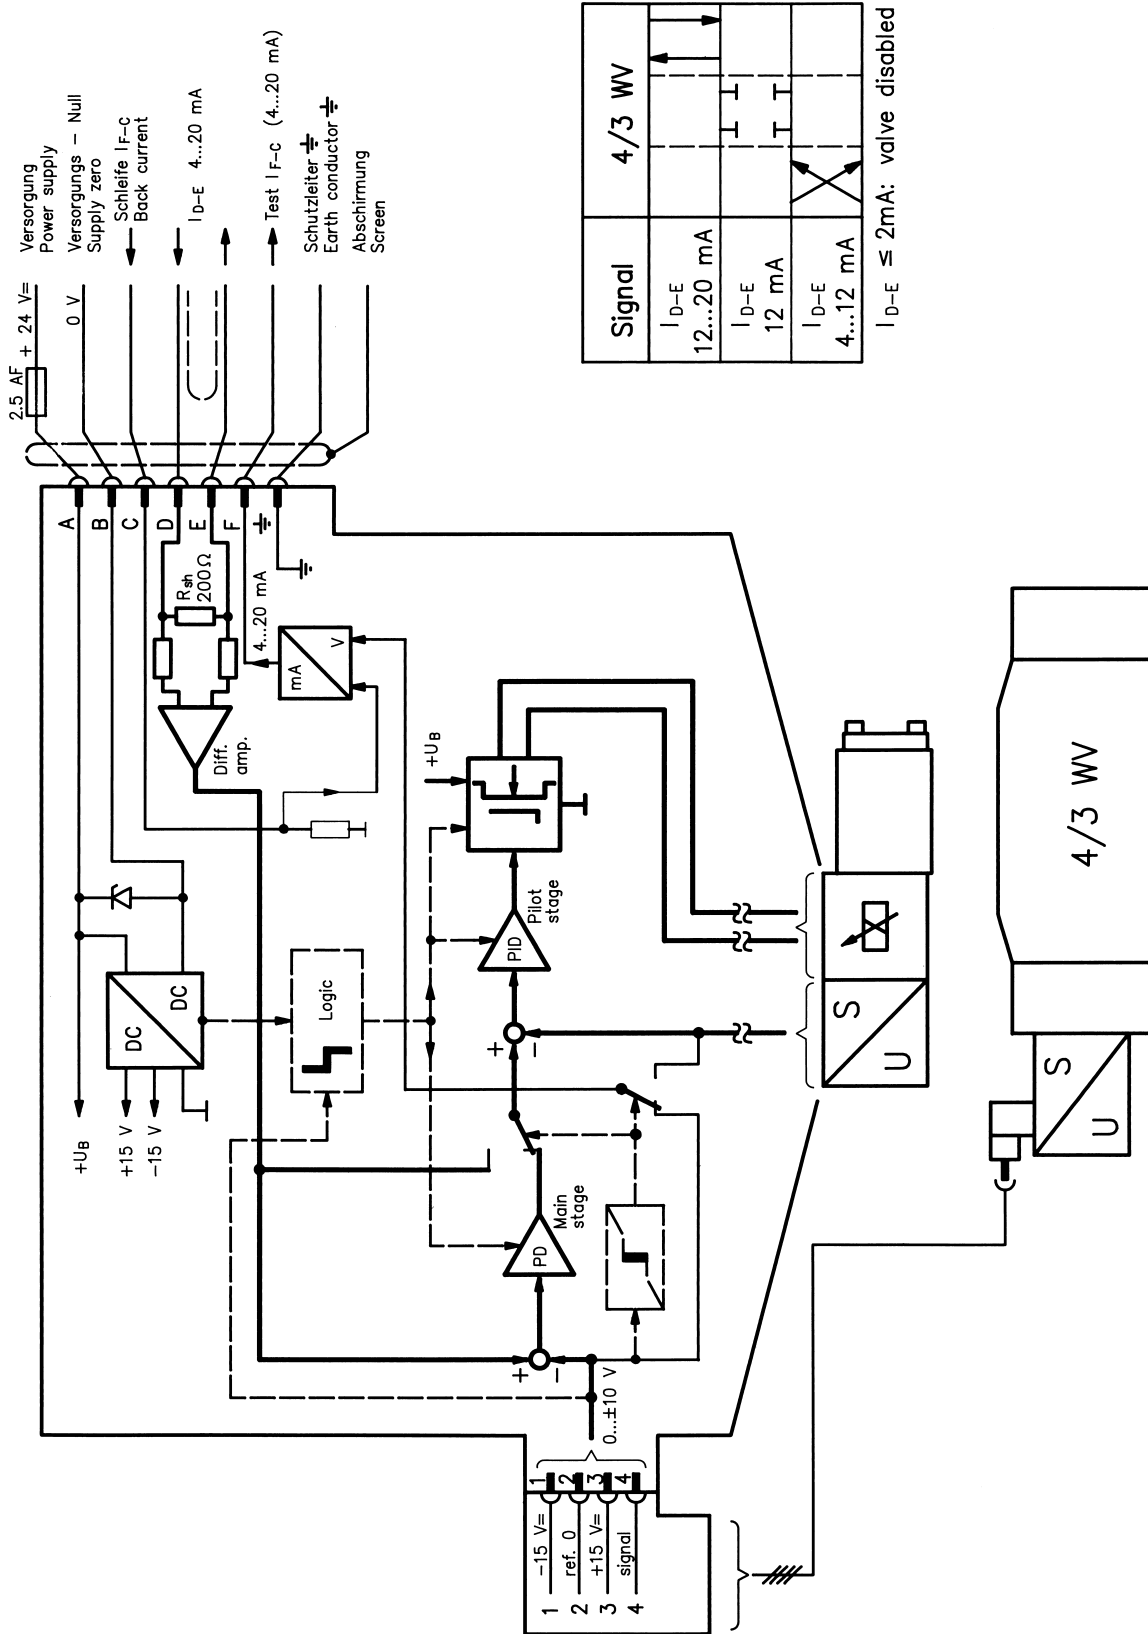 2.5 AF + 24 V=
Versorgung
Power supply
0 V
Versorgungs – Null
Supply zero
Schleife I F–C
Back current
I D–E 4...20 mA
Test I F–C (4...20 mA)
Schutzleiter
Earth conductor
Abschirmung
Screen
A
B
C
D
E
F
Rsh
200Ω
4...20 mA
mA
V
Diff.
amp.
+UB
Pilot
stage
PID
DC
DC
Logic
+UB
+15 V
–15 V
+
–
Main
stage
PD
+
–
0...±10 V
1
2
3
4
–15 V=
ref. 0
+15 V=
signal
1
2
3
4
S
U
4/3 WV
S
U
Signal
4/3 WV
I D–E
12...20 mA
I D–E
12 mA
I D–E
4...12 mA
I D–E ≤ 2mA: valve disabled